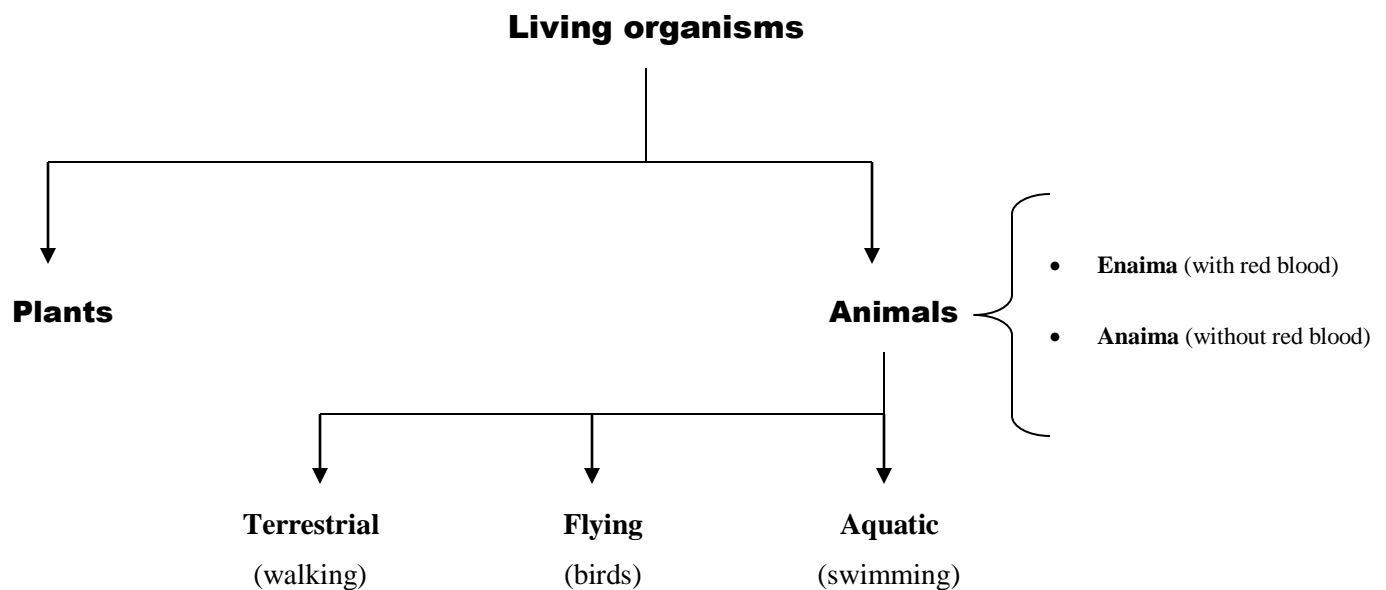 Living organisms
• Enaima (with red blood)
Plants
Animals
• Anaima (without red blood)
Terrestrial
(walking)
Flying
(birds)
Aquatic
(swimming)